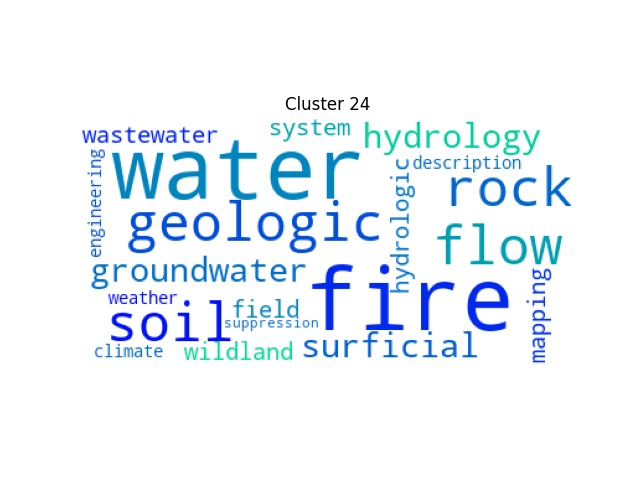 Cluster 24
wastewater
system
hydrology
water
description
engineering
hydrologic
rock
geologic
flow
groundwater
fire
mapping
weather
soil
field
suppression
climate
wildland
surficial